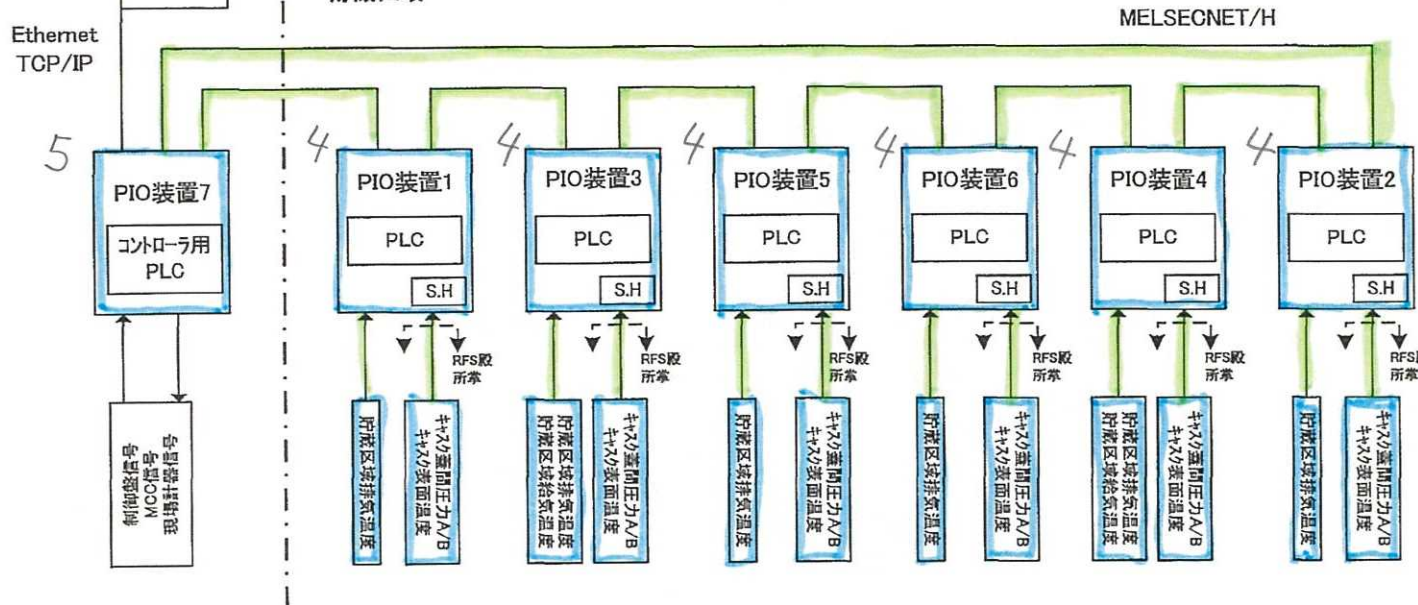 Ethernet
TCP/IP
MELSECNET/H
5
4
4
4
4
4
4
PIO装置7
コントローラ用
PLC
PIO装置1
PLC
S.H
PIO装置3
PLC
S.H
PIO装置5
PLC
S.H
PIO装置6
PLC
S.H
PIO装置4
PLC
S.H
PIO装置2
PLC
S.H
RFS殿
所掌
RFS殿
所掌
RFS殿
所掌
RFS殿
所掌
RFS殿
所掌
RFS殿
所掌
制御盤信号
MCC信号
現場計器信号
貯蔵区域排気温度
キャスク蓋間圧力A/B
キャスク表面温度
貯蔵区域排気温度
貯蔵区域給気温度
キャスク蓋間圧力A/B
キャスク表面温度
貯蔵区域排気温度
キャスク蓋間圧力A/B
キャスク表面温度
貯蔵区域排気温度
キャスク蓋間圧力A/B
キャスク表面温度
貯蔵区域排気温度
貯蔵区域給気温度
キャスク蓋間圧力A/B
キャスク表面温度
貯蔵区域排気温度
キャスク蓋間圧力A/B
キャスク表面温度